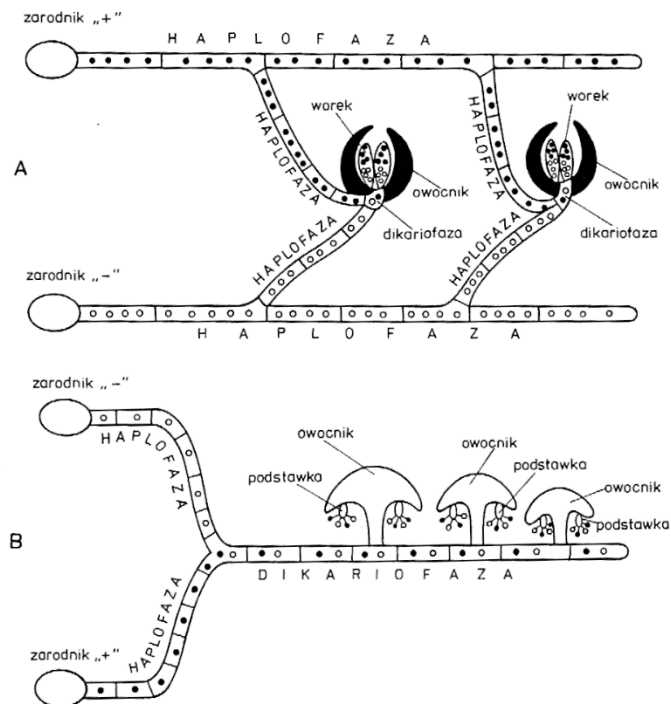 zarodnik „+”
H A P L O F A Z A
HAPLOFAZA
worek
owocnik
dikariofaza
HAPLOFAZA
HAPLOFAZA
worek
owocnik
dikariofaza
HAPLOFAZA
A
zarodnik „–”
H A P L O F A Z A
zarodnik „–”
HAPLOFAZA
owocnik
podstawka
owocnik
podstawka
owocnik
podstawka
B
D I K A R I O F A Z A
HAPLOFAZA
zarodnik „+”